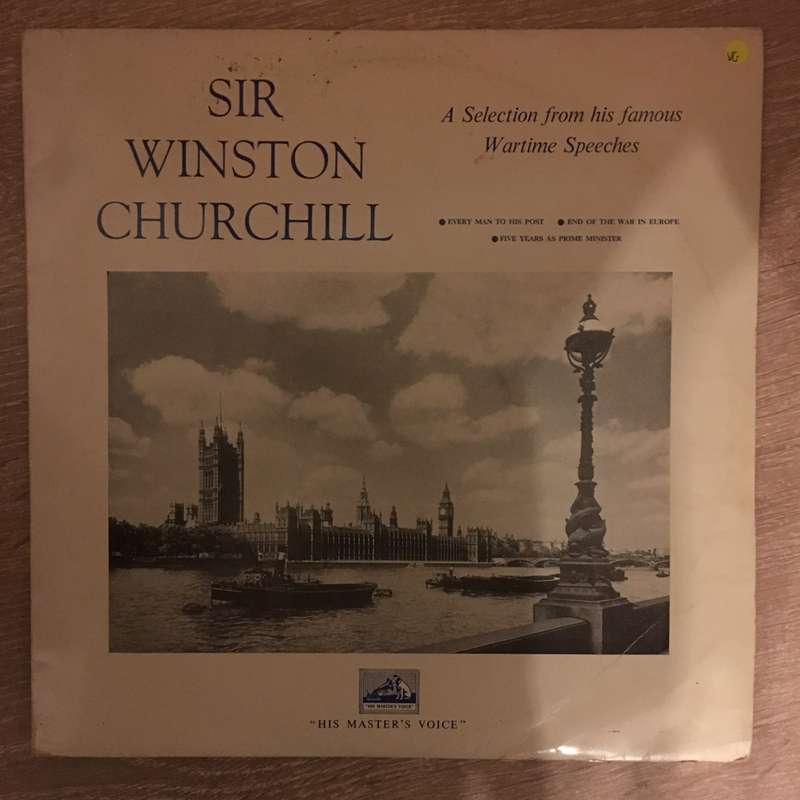 VG
SIR
WINSTON
CHURCHILL
A Selection from his famous
Wartime Speeches
● EVERY MAN TO HIS POST ● END OF THE WAR IN EUROPE
● FIVE YEARS AS PRIME MINISTER
"HIS MASTER'S VOICE"
"HIS MASTER'S VOICE"